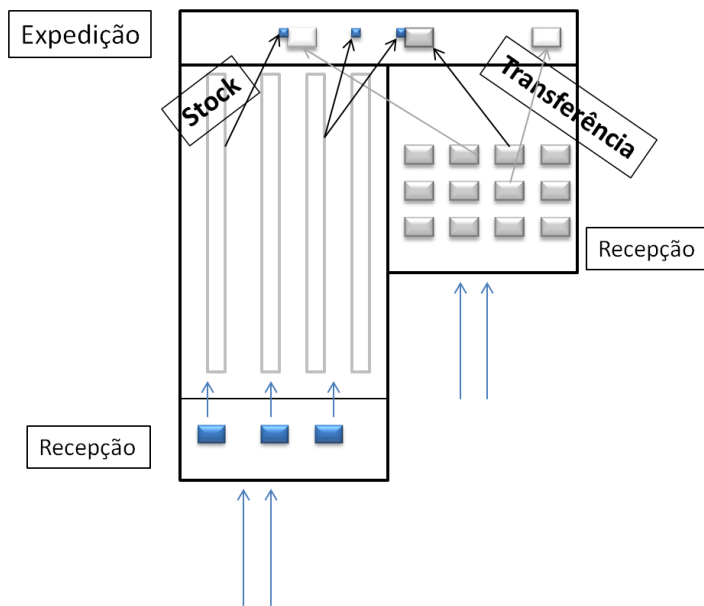 Expedição
Stock
Transferência
Recepção
Recepção